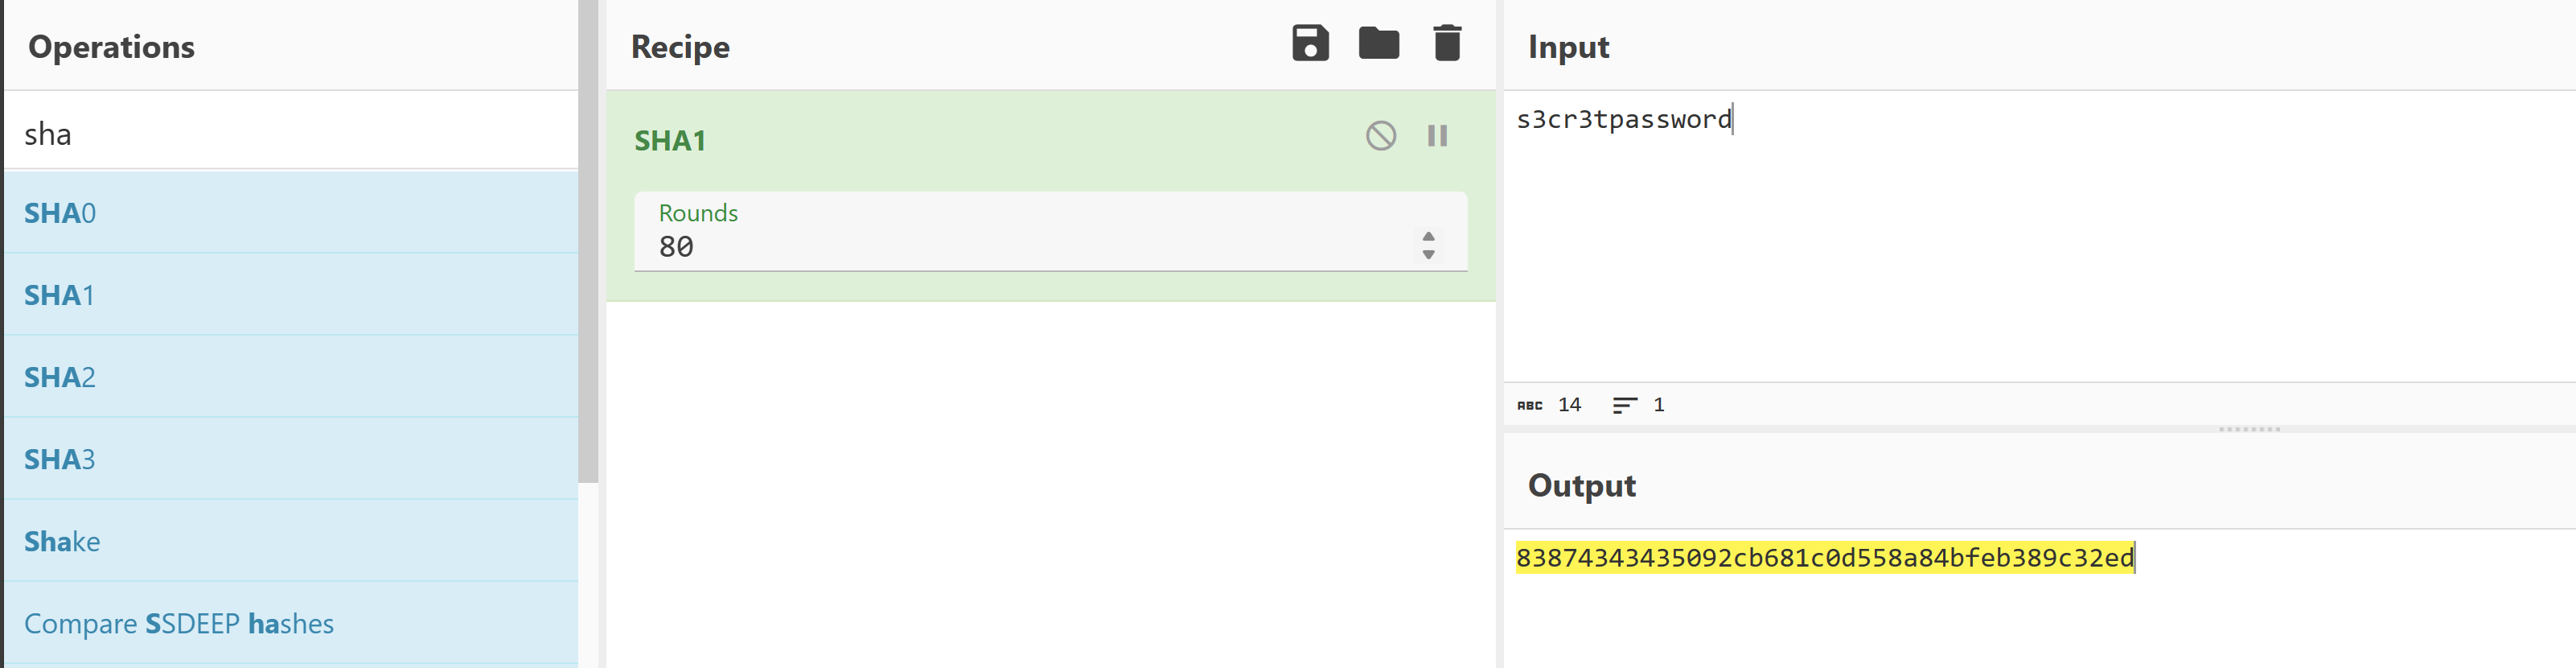 Operations
sha
SHA0
SHA1
SHA2
SHA3
Shake
Compare SSDEEP hashes
Recipe
SHA1
Rounds
80
Input
s3cr3tpassword
ABC 14 1
Output
83874343435092cb681c0d558a84bfeb389c32ed